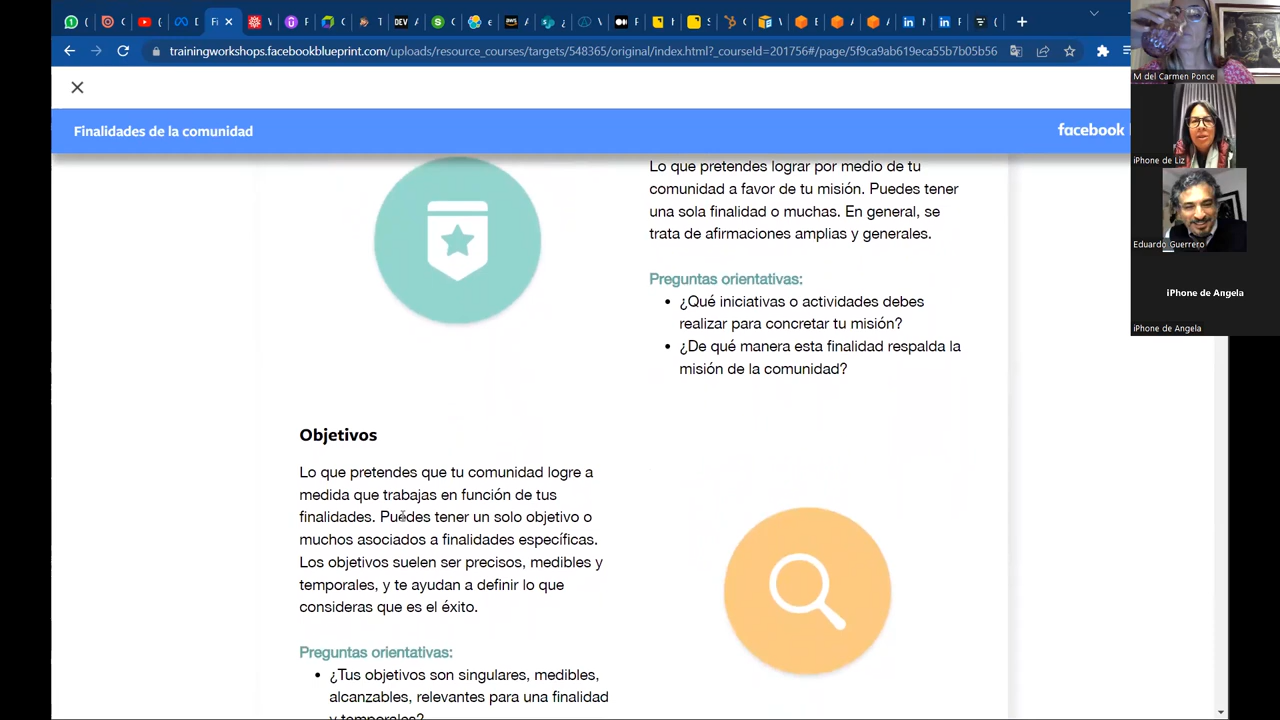 Fi
DEV
trainingworkshops.facebookblueprint.com/uploads/resource_courses/targets/548365/original/index.html?_courseId=201756#/page/5f9ca9ab619eca55b7b05b56
M del Carmen Ponce
Finalidades de la comunidad
facebook
iPhone de Liz
Lo que pretendes lograr por medio de tu
comunidad a favor de tu misión. Puedes tener
una sola finalidad o muchas. En general, se
trata de afirmaciones amplias y generales.
Eduardo Guerrero
Preguntas orientativas:
• ¿Qué iniciativas o actividades debes
realizar para concretar tu misión?
• ¿De qué manera esta finalidad respalda la
misión de la comunidad?
iPhone de Angela
iPhone de Angela
Objetivos
Lo que pretendes que tu comunidad logre a
medida que trabajas en función de tus
finalidades. Puedes tener un solo objetivo o
muchos asociados a finalidades específicas.
Los objetivos suelen ser precisos, medibles y
temporales, y te ayudan a definir lo que
consideras que es el éxito.
Preguntas orientativas:
• ¿Tus objetivos son singulares, medibles,
alcanzables, relevantes para una finalidad
y temporales?